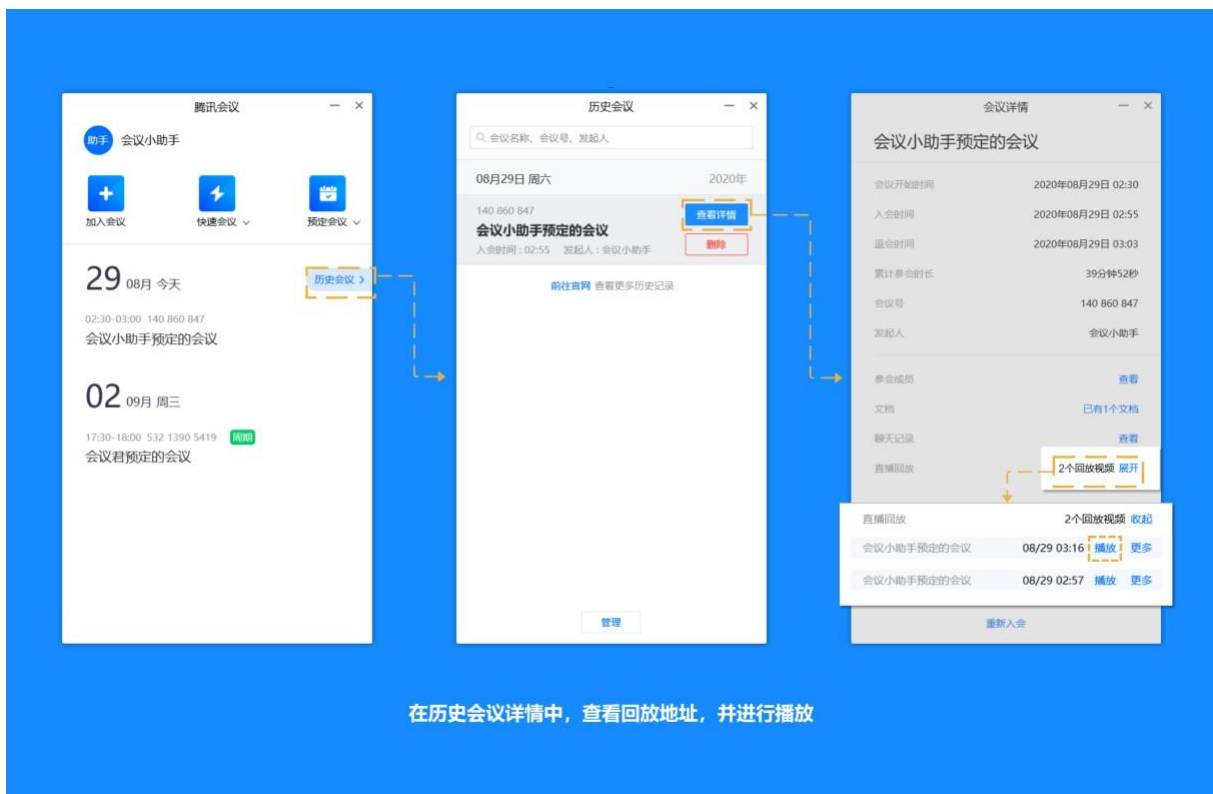 腾讯会议
助手 会议小助手
加入会议 快速会议 预定会议
29 08月 今天 历史会议 >
02:30-03:00 140 860 847
会议小助手预定的会议
02 09月 周三
17:30-18:00 532 1390 5419 周期
会议君预定的会议
历史会议
会议名称、会议号、发起人
08月29日 周六 2020年
140 860 847 查看详情
会议小助手预定的会议
入会时间:02:55 发起人:会议小助手 删除
前往官网 查看更多历史记录
管理
会议详情
会议小助手预定的会议
会议开始时间 2020年08月29日 02:30
入会时间 2020年08月29日 02:55
退会时间 2020年08月29日 03:03
累计参会时长 39分钟52秒
会议号 140 860 847
发起人 会议小助手
参会成员 查看
文档 已有1个文档
聊天记录 查看
直播回放 2个回放视频 展开
直播回放 2个回放视频 收起
会议小助手预定的会议 08/29 03:16 播放 更多
会议小助手预定的会议 08/29 02:57 播放 更多
重新入会
在历史会议详情中，查看回放地址，并进行播放